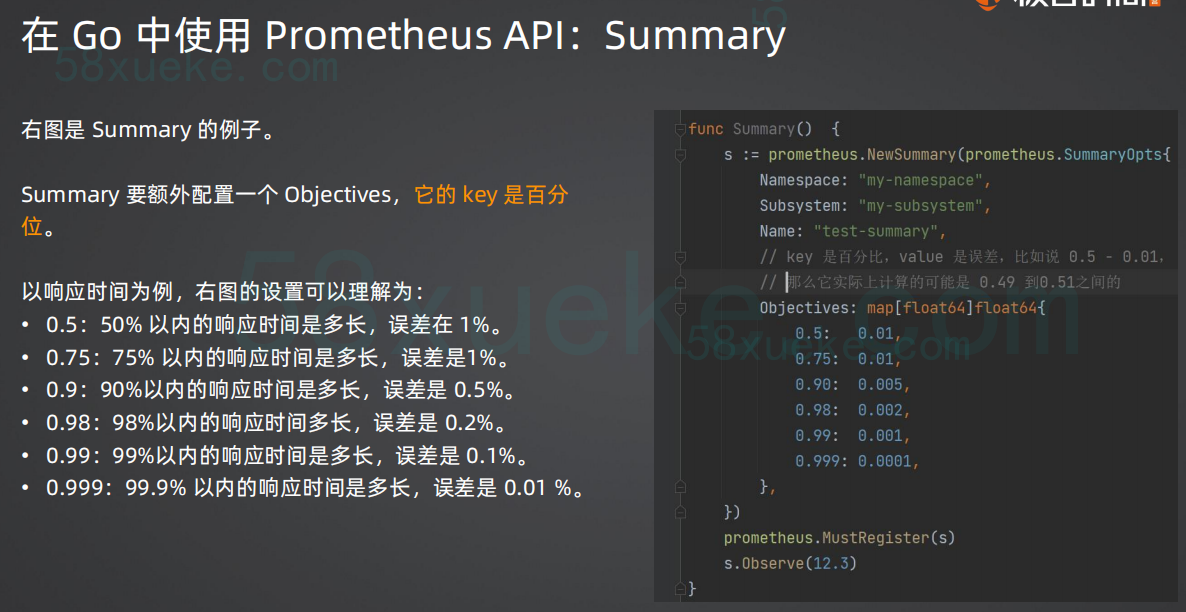 在 Go 中使用 Prometheus API：Summary
58xueke.com
右图是 Summary 的例子。
Summary 要额外配置一个 Objectives，它的 key 是百分
位。
以响应时间为例，右图的设置可以理解为：
• 0.5：50% 以内的响应时间是多长，误差在 1%。
• 0.75：75% 以内的响应时间是多长，误差是1%。
• 0.9：90%以内的响应时间是多长，误差是 0.5%。
• 0.98：98%以内的响应时间多长，误差是 0.2%。
• 0.99：99%以内的响应时间是多长，误差是 0.1%。
• 0.999：99.9% 以内的响应时间是多长，误差是 0.01 %。
func Summary() {
s := prometheus.NewSummary(prometheus.SummaryOpts{
Namespace: "my-namespace",
Subsystem: "my-subsystem",
Name: "test-summary",
// key 是百分比，value 是误差，比如说 0.5 - 0.01，
// 那么它实际上计算的可能是 0.49 到0.51之间的
Objectives: map[float64]float64{
0.5: 0.01,
0.75: 0.01,
0.90: 0.005,
0.98: 0.002,
0.99: 0.001,
0.999: 0.0001,
},
})
prometheus.MustRegister(s)
s.Observe(12.3)
}
58xueke.com
58xueke.com